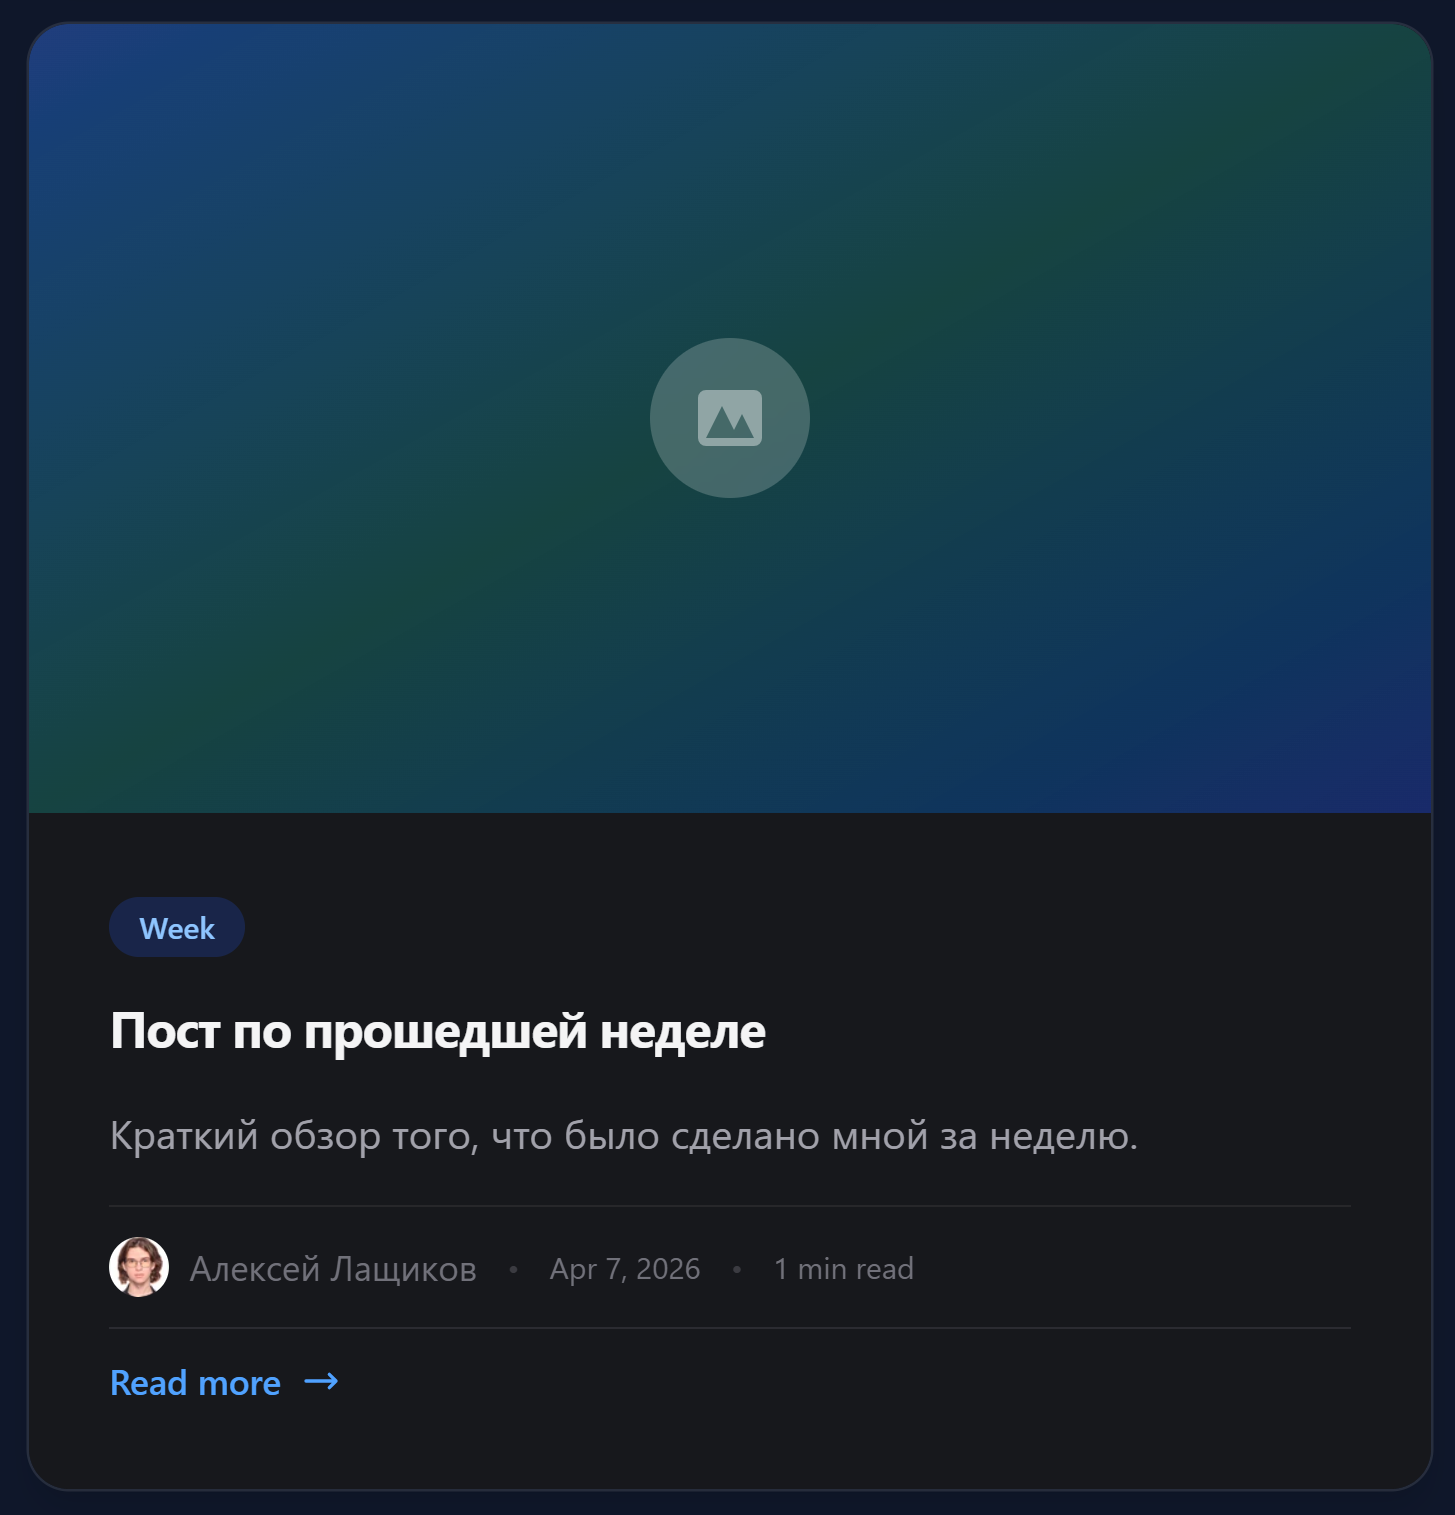 Week
Пост по прошедшей неделе
Краткий обзор того, что было сделано мной за неделю.
Алексей Лащиков • Apr 7, 2026 • 1 min read
Read more →